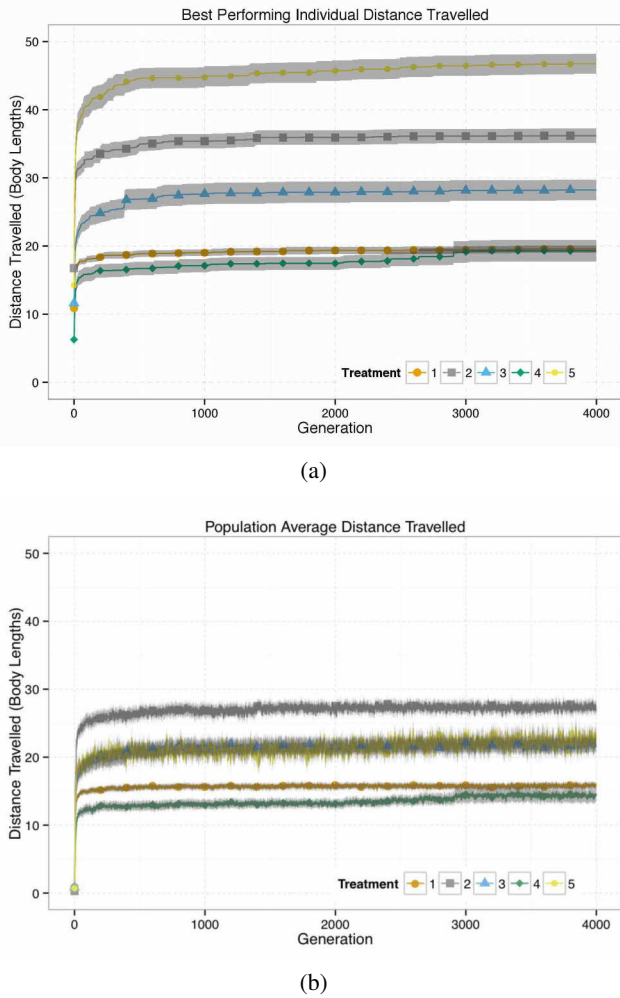 Best Performing Individual Distance Travelled
Distance Travelled (Body Lengths)
50
40
30
20
10
0
Treatment 1 2 3 4 5
0 1000 2000 3000 4000
Generation
(a)
Population Average Distance Travelled
Distance Travelled (Body Lengths)
50
40
30
20
10
0
Treatment 1 2 3 4 5
0 1000 2000 3000 4000
Generation
(b)